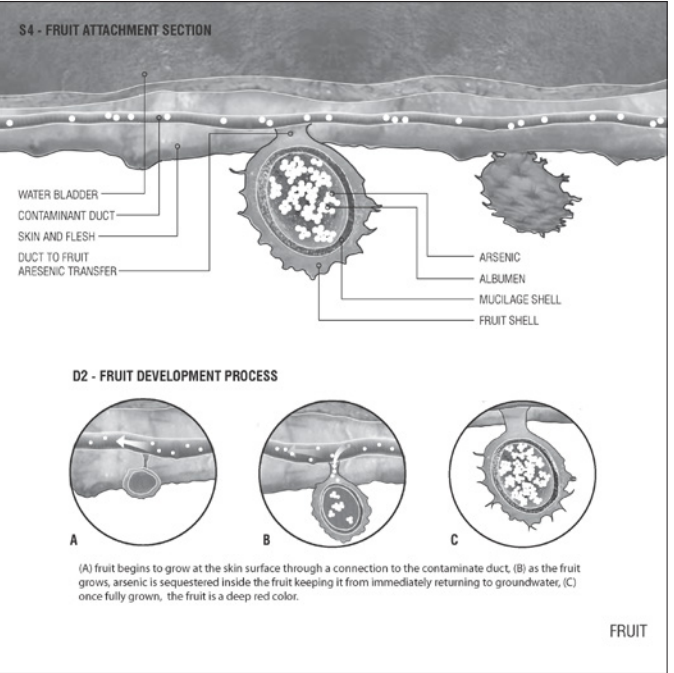 S4 - FRUIT ATTACHMENT SECTION
WATER BLADDER
CONTAMINANT DUCT
SKIN AND FLESH
DUCT TO FRUIT
ARESENIC TRANSFER
ARSENIC
ALBUMEN
MUCILAGE SHELL
FRUIT SHELL
D2 - FRUIT DEVELOPMENT PROCESS
A
B
C
(A) fruit begins to grow at the skin surface through a connection to the contaminate duct, (B) as the fruit
grows, arsenic is sequestered inside the fruit keeping it from immediately returning to groundwater, (C)
once fully grown, the fruit is a deep red color.
FRUIT